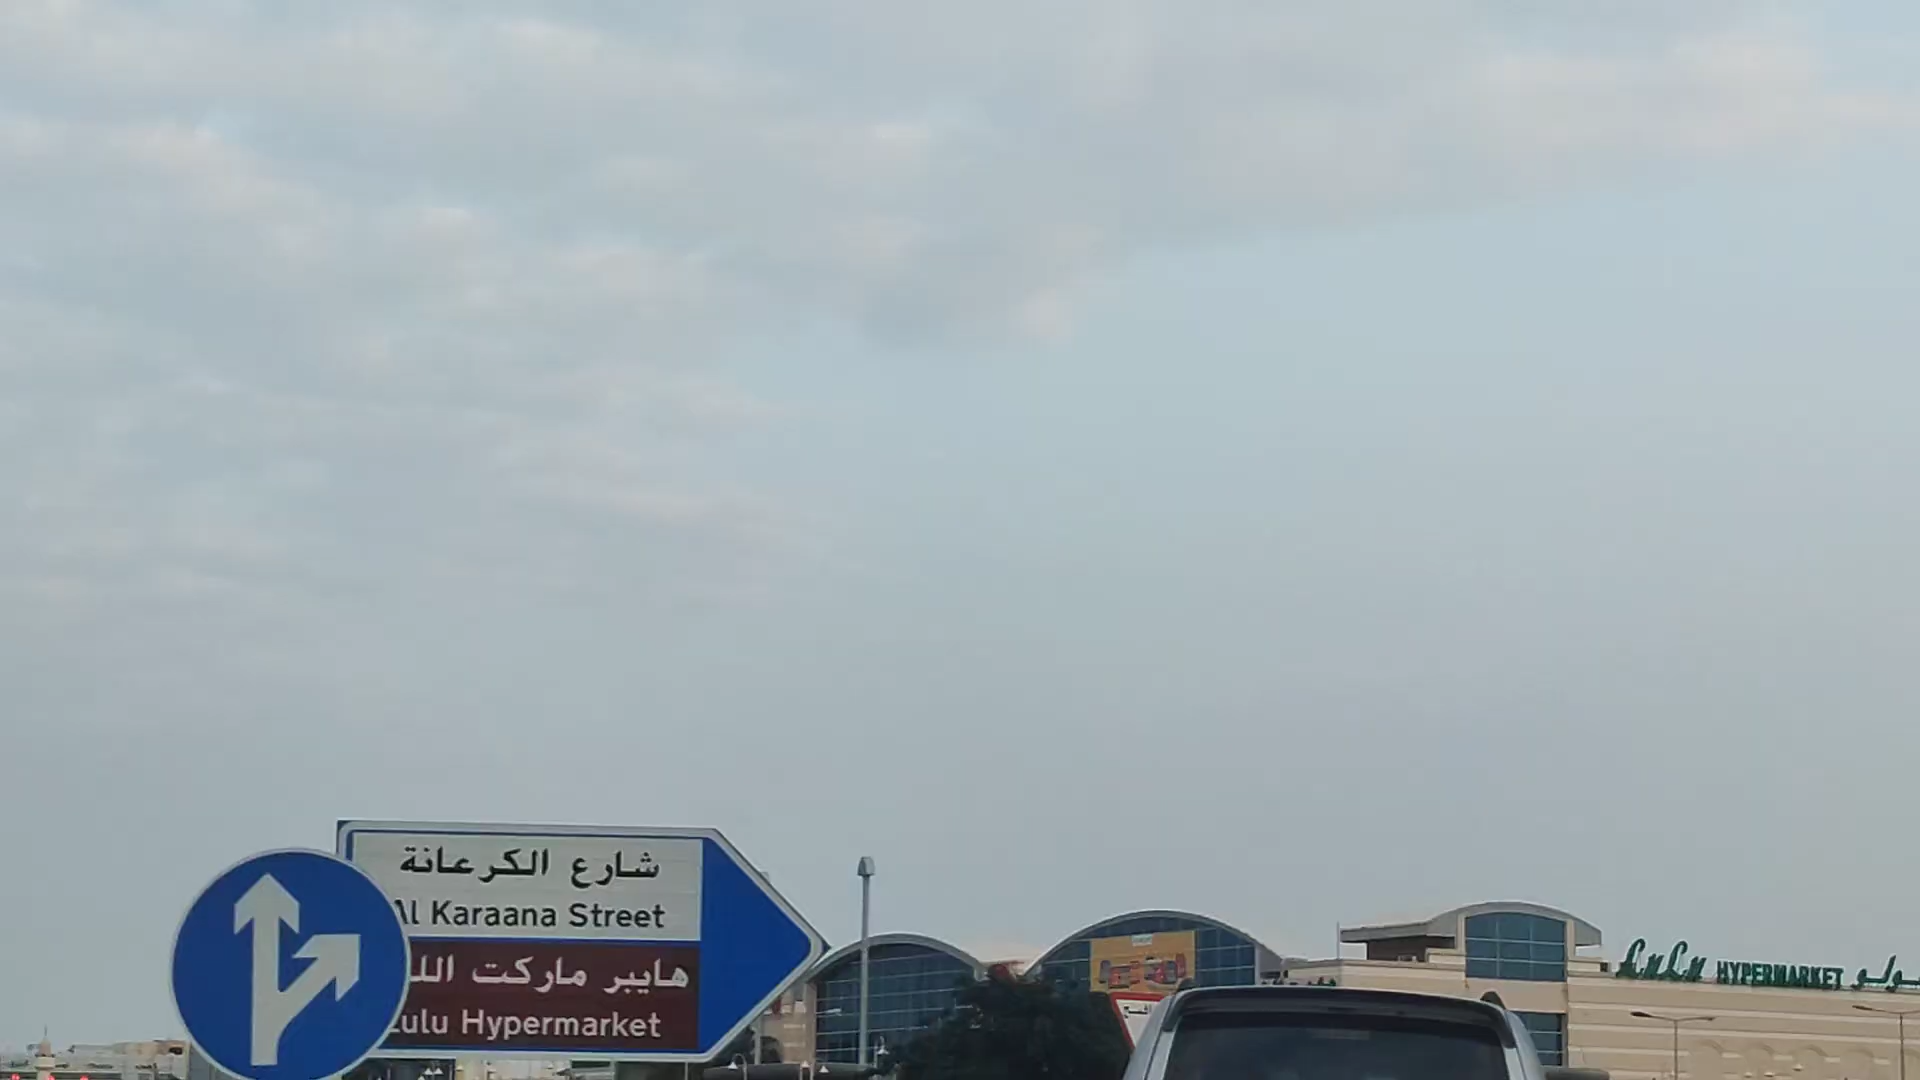 شارع الكرعانة
Al Karaana Street
هايبر ماركت
Lulu Hypermarket
LuLu HYPERMARKET